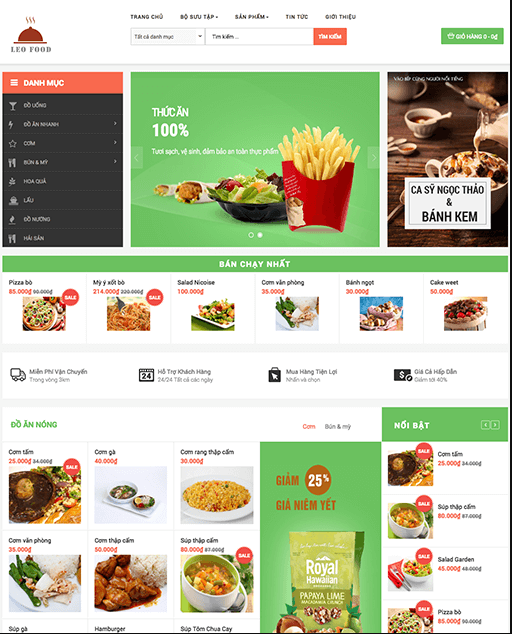 TRANG CHỦ BỘ SƯU TẬP SẢN PHẨM TIN TỨC GIỚI THIỆU
LEO FOOD
Tất cả danh mục Tìm kiếm ... TÌM KIẾM
GIỎ HÀNG 0 - 0₫
DANH MỤC
ĐỒ UỐNG
ĐỒ ĂN NHANH
CƠM
BÚN & MỲ
HOA QUẢ
LẨU
ĐỒ NƯỚNG
HẢI SẢN
THỨC ĂN
100%
Tươi sạch, vệ sinh, đảm bảo an toàn thực phẩm
VÀO BẾP CÙNG NGƯỜI NỔI TIẾNG
CA SỸ NGỌC THẢO
&
BÁNH KEM
BÁN CHẠY NHẤT
Pizza bò
85.000₫ 90.000₫
SALE
Mỳ ý xốt bò
214.000₫ 220.000₫
SALE
Salad Nicoise
100.000₫
Cơm văn phòng
35.000₫
Bánh ngọt
30.000₫
Cake weet
50.000₫
Miễn Phí Vận Chuyển
Trong vòng 3km
Hỗ Trợ Khách Hàng
24/24 Tất cả các ngày
Mua Hàng Tiện Lợi
Nhấn và chọn
Giá Cả Hấp Dẫn
Giảm tới 40%
ĐỒ ĂN NÓNG
Cơm Bún & mỳ
Cơm tấm
25.000₫ 34.000₫
SALE
Cơm gà
40.000₫
Cơm rang thập cẩm
30.000₫
Cơm văn phòng
35.000₫
Cơm thập cẩm
50.000₫
Súp thập cẩm
80.000₫ 87.000₫
SALE
Súp gà
Hamburger
Súp Tôm Chua Cay
GIẢM 25%
GIÁ NIÊM YẾT
Royal
Hawaiian
PAPAYA LIME
MACADAMIA CRUNCH
NỔI BẬT
SALE
Cơm tấm
25.000₫ 34.000₫
SALE
Súp thập cẩm
80.000₫ 87.000₫
SALE
Salad Garden
45.000₫ 48.000₫
SALE
Pizza bò
85.000₫ 90.000₫